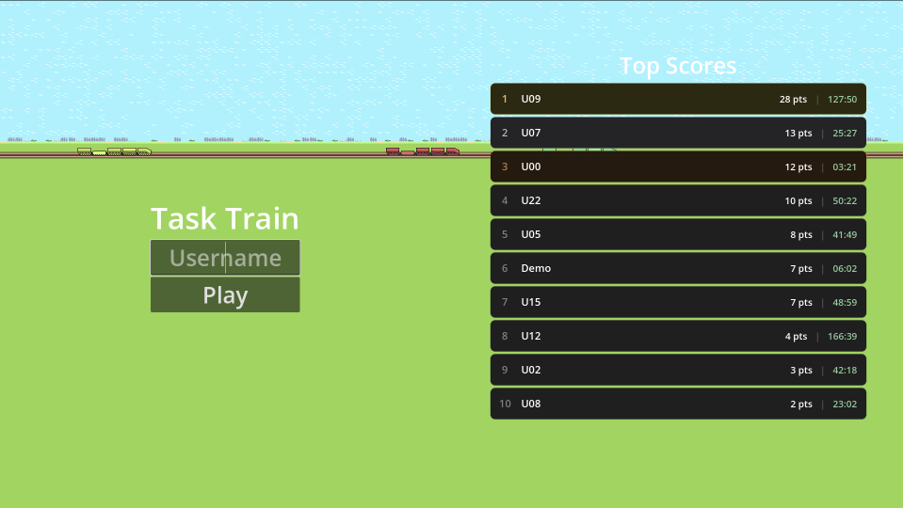 Top Scores
1 U09 28 pts | 127:50
2 U07 13 pts | 25:27
3 U00 12 pts | 03:21
4 U22 10 pts | 50:22
5 U05 8 pts | 41:49
6 Demo 7 pts | 06:02
7 U15 7 pts | 48:59
8 U12 4 pts | 166:39
9 U02 3 pts | 42:18
10 U08 2 pts | 23:02
Task Train
Username
Play